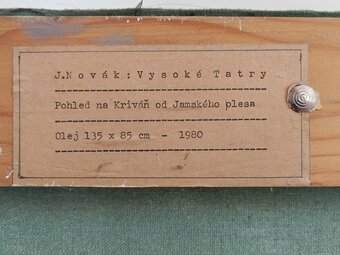 J.Novák: Vysoké Tatry
Pohled na Kriváň od Jamského plesa
Olej 135 x 85 cm - 1980